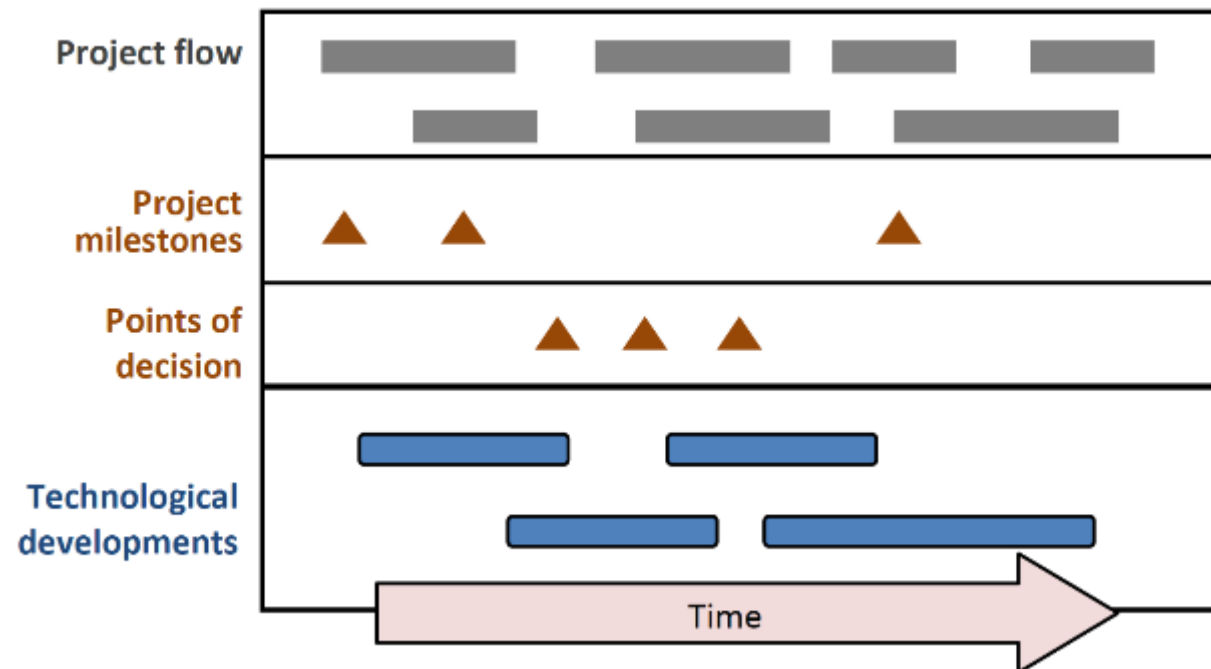 Project flow
Project
milestones
Points of
decision
Technological
developments
Time